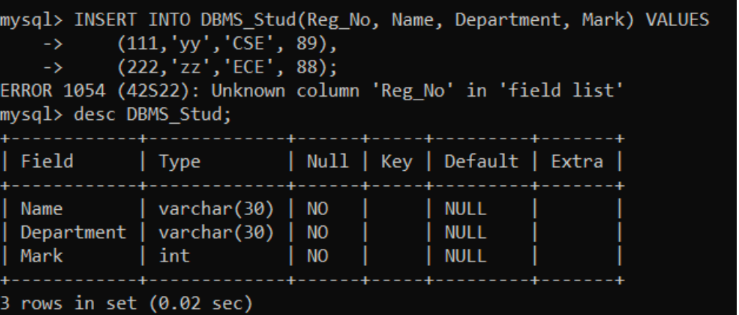 mysql> INSERT INTO DBMS_Stud(Reg_No, Name, Department, Mark) VALUES
    ->     (111,'yy','CSE', 89),
    ->     (222,'zz','ECE', 88);
ERROR 1054 (42S22): Unknown column 'Reg_No' in 'field list'
mysql> desc DBMS_Stud;
+------------+-------------+------+-----+---------+-------+
| Field      | Type        | Null | Key | Default | Extra |
+------------+-------------+------+-----+---------+-------+
| Name       | varchar(30) | NO   |     | NULL    |       |
| Department | varchar(30) | NO   |     | NULL    |       |
| Mark       | int         | NO   |     | NULL    |       |
+------------+-------------+------+-----+---------+-------+
3 rows in set (0.02 sec)